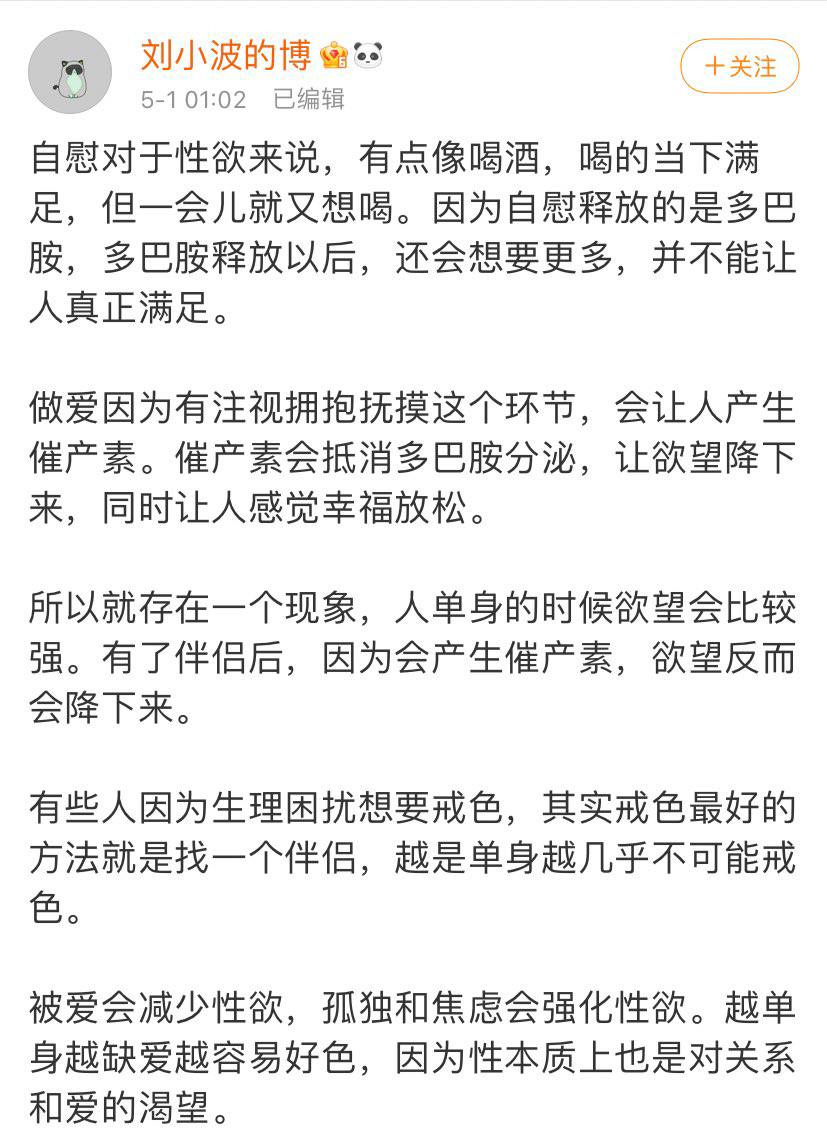 刘小波的博
5-1 01:02 已编辑
+关注
自慰对于性欲来说，有点像喝酒，喝的当下满
足，但一会儿就又想喝。因为自慰释放的是多巴
胺，多巴胺释放以后，还会想要更多，并不能让
人真正满足。
做爱因为有注视拥抱抚摸这个环节，会让人产生
催产素。催产素会抵消多巴胺分泌，让欲望降下
来，同时让人感觉幸福放松。
所以就存在一个现象，人单身的时候欲望会比较
强。有了伴侣后，因为会产生催产素，欲望反而
会降下来。
有些人因为生理困扰想要戒色，其实戒色最好的
方法就是找一个伴侣，越是单身越几乎不可能戒
色。
被爱会减少性欲，孤独和焦虑会强化性欲。越单
身越缺爱越容易好色，因为性本质上也是对关系
和爱的渴望。